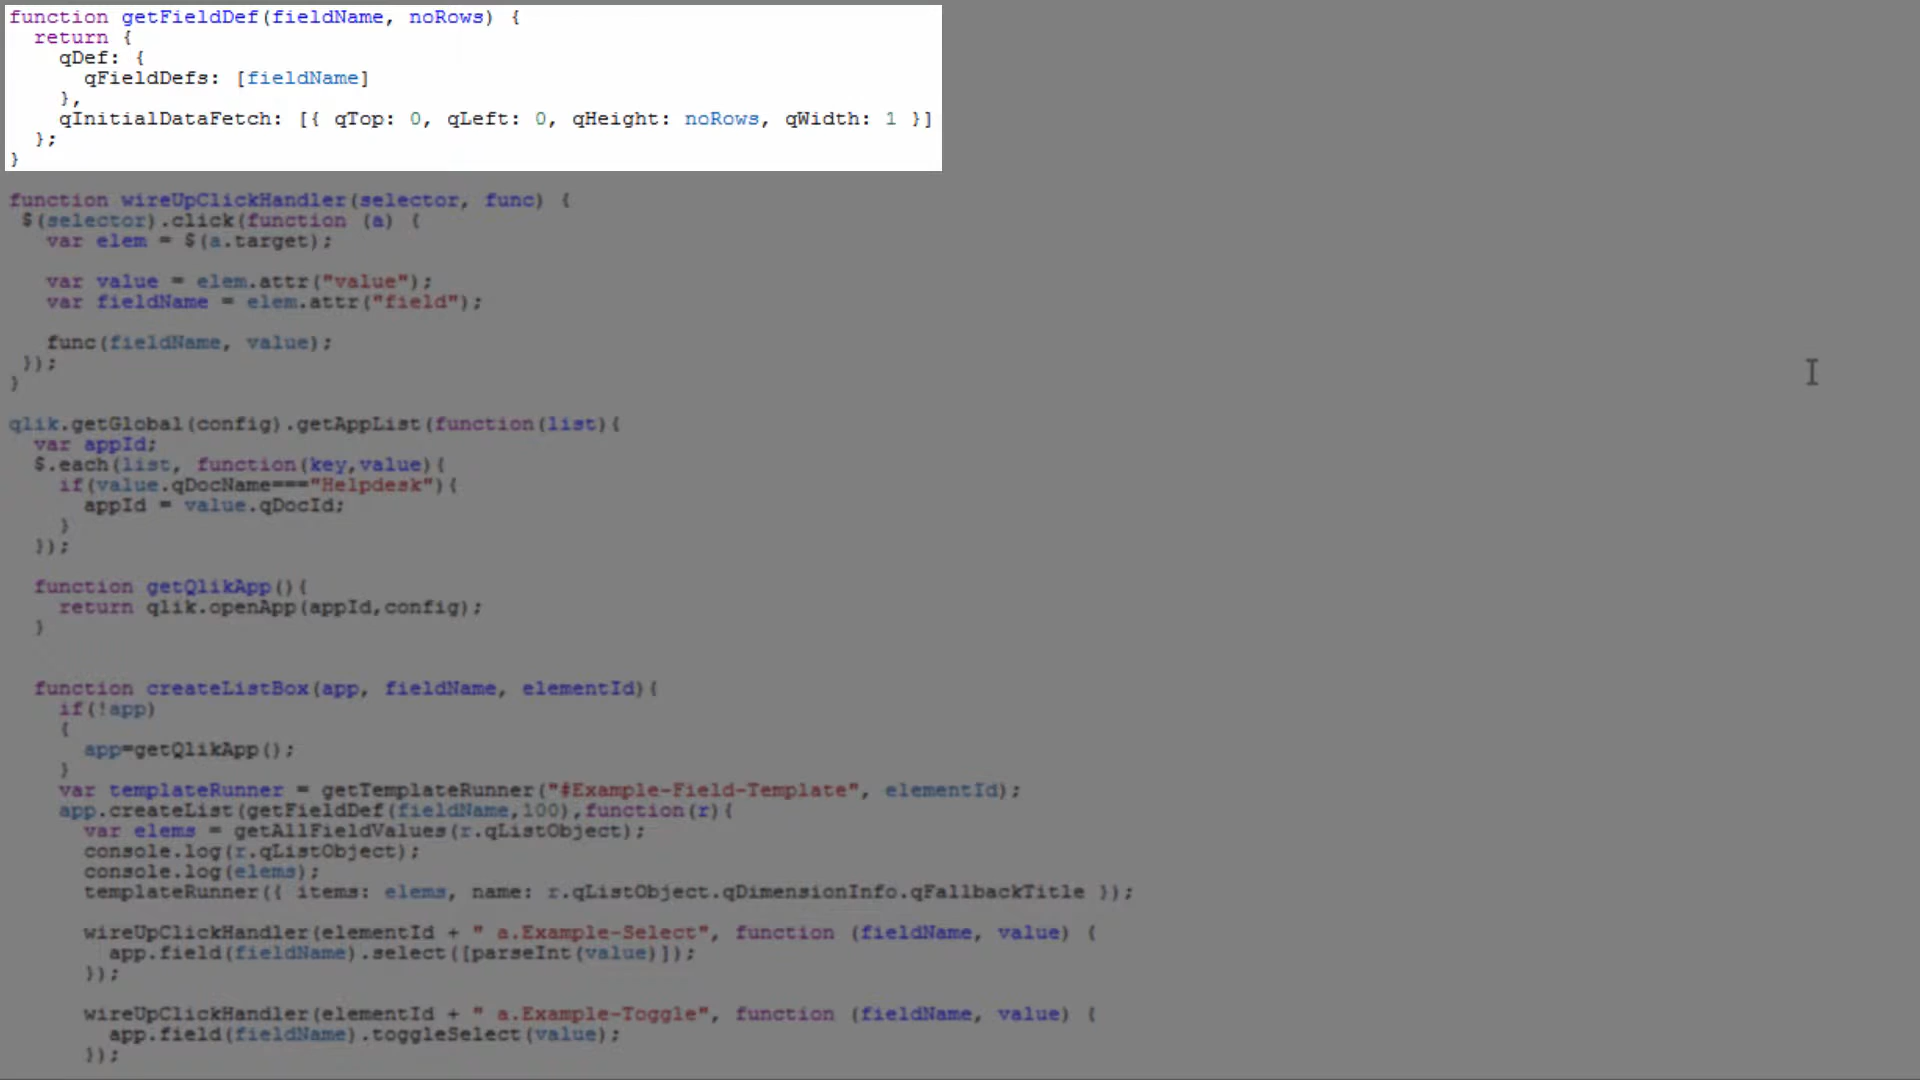 function getFieldDef(fieldName, noRows) {
return {
qDef: {
qFieldDefs: [fieldName]
},
qInitialDataFetch: [{ qTop: 0, qLeft: 0, qHeight: noRows, qWidth: 1 }]
};
}
function wireUpClickHandler(selector, func) {
$(selector).click(function (a) {
var elem = $(a.target);
var value = elem.attr("value");
var fieldName = elem.attr("field");
func(fieldName, value);
});
}
qlik.getGlobal(config).getAppList(function(list){
var appId;
$.each(list, function(key,value){
if(value.qDocName==="Helpdesk"){
appId = value.qDocId;
}
});
function getQlikApp(){
return qlik.openApp(appId,config);
}
function createListBox(app, fieldName, elementId){
if(!app)
{
app=getQlikApp();
}
var templateRunner = getTemplateRunner("#Example-Field-Template", elementId);
app.createList(getFieldDef(fieldName,100),function(r){
var elems = getAllFieldValues(r.qListObject);
console.log(r.qListObject);
console.log(elems);
templateRunner({ items: elems, name: r.qListObject.qDimensionInfo.qFallbackTitle });
wireUpClickHandler(elementId + " a.Example-Select", function (fieldName, value) {
app.field(fieldName).select([parseInt(value)]);
});
wireUpClickHandler(elementId + " a.Example-Toggle", function (fieldName, value) {
app.field(fieldName).toggleSelect(value);
});